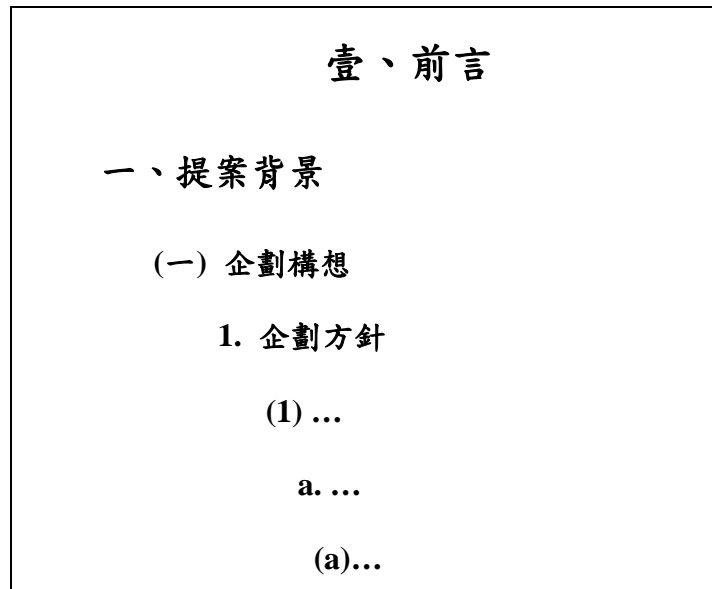 壹、前言
一、提案背景
(一) 企劃構想
1. 企劃方針
(1) …
a. …
(a)…